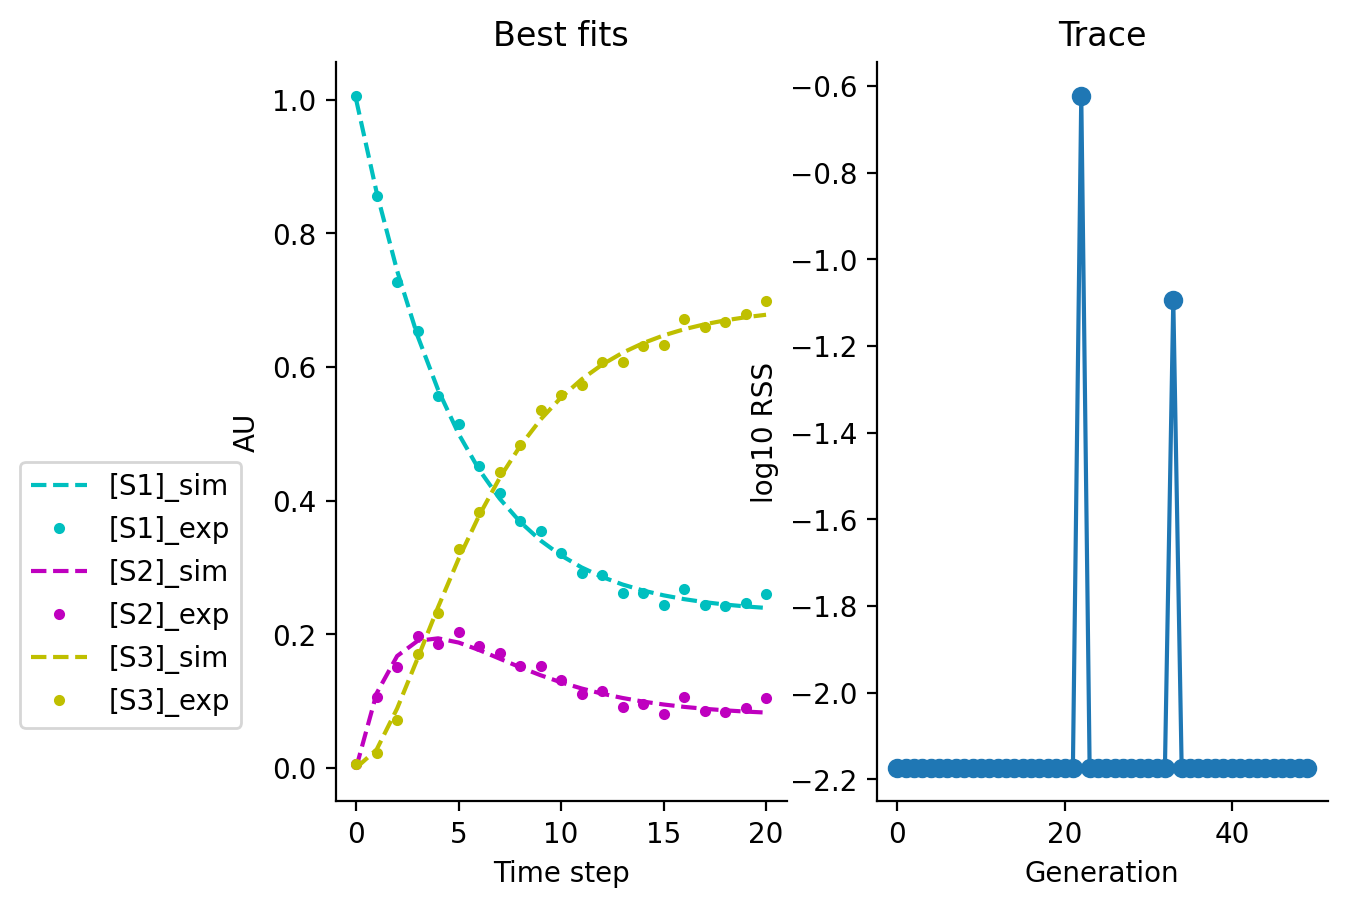 Best fits
1.0
0.8
0.6
0.4
0.2
0.0
AU
0
5
10
15
20
Time step
[S1]_sim
[S1]_exp
[S2]_sim
[S2]_exp
[S3]_sim
[S3]_exp
Trace
−0.6
−0.8
−1.0
−1.2
−1.4
−1.6
−1.8
−2.0
−2.2
log10 RSS
0
20
40
Generation